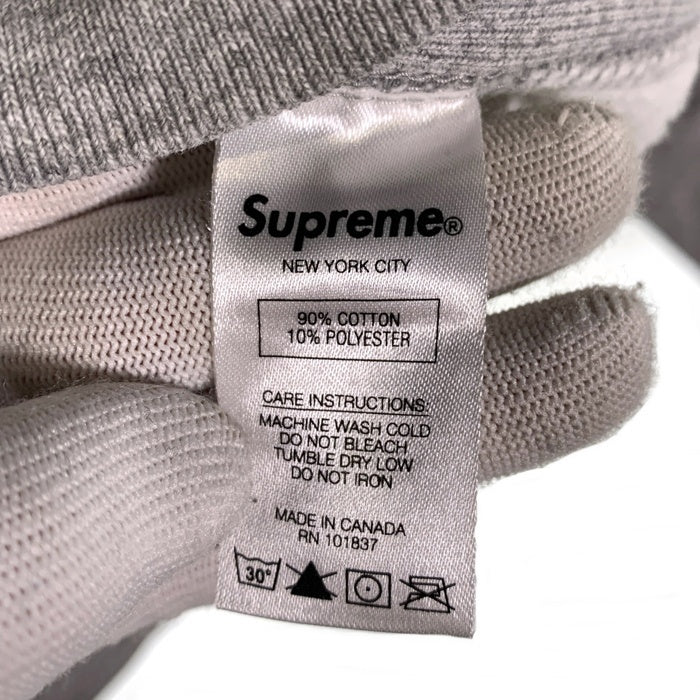 Supreme®
NEW YORK CITY
90% COTTON
10% POLYESTER
CARE INSTRUCTIONS:
MACHINE WASH COLD
DO NOT BLEACH
TUMBLE DRY LOW
DO NOT IRON
MADE IN CANADA
RN 101837
30°